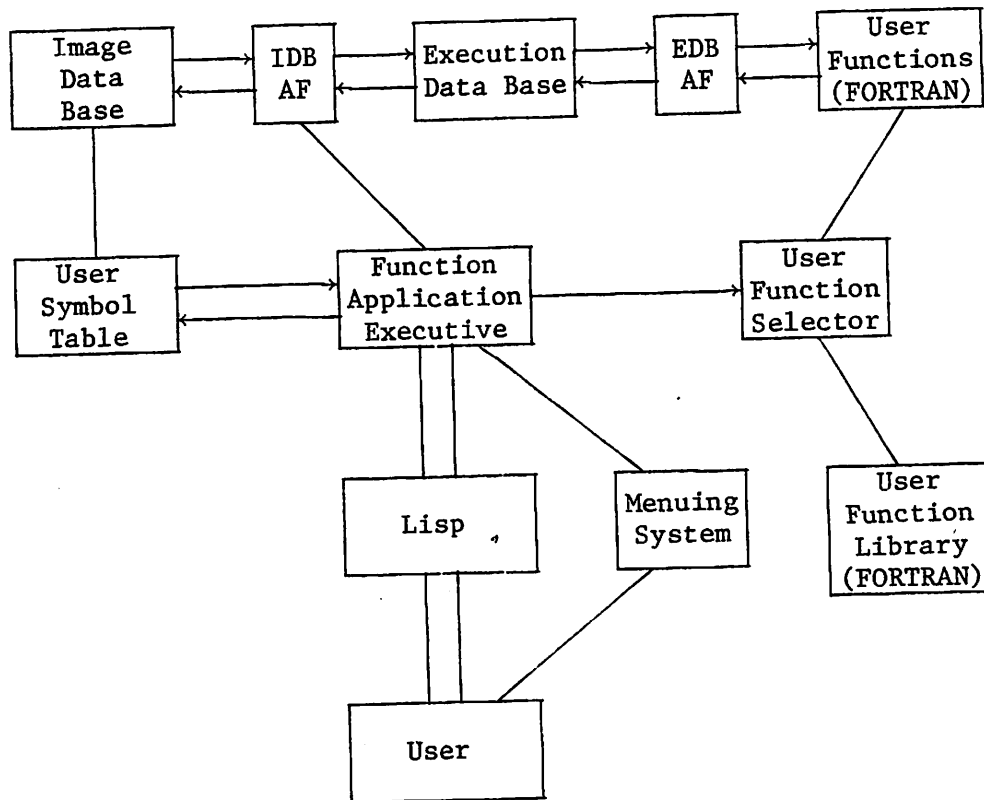 Image
Data
Base
IDB
AF
Execution
Data Base
EDB
AF
User
Functions
(FORTRAN)
User
Symbol
Table
Function
Application
Executive
User
Function
Selector
Lisp
Menuing
System
User
Function
Library
(FORTRAN)
User